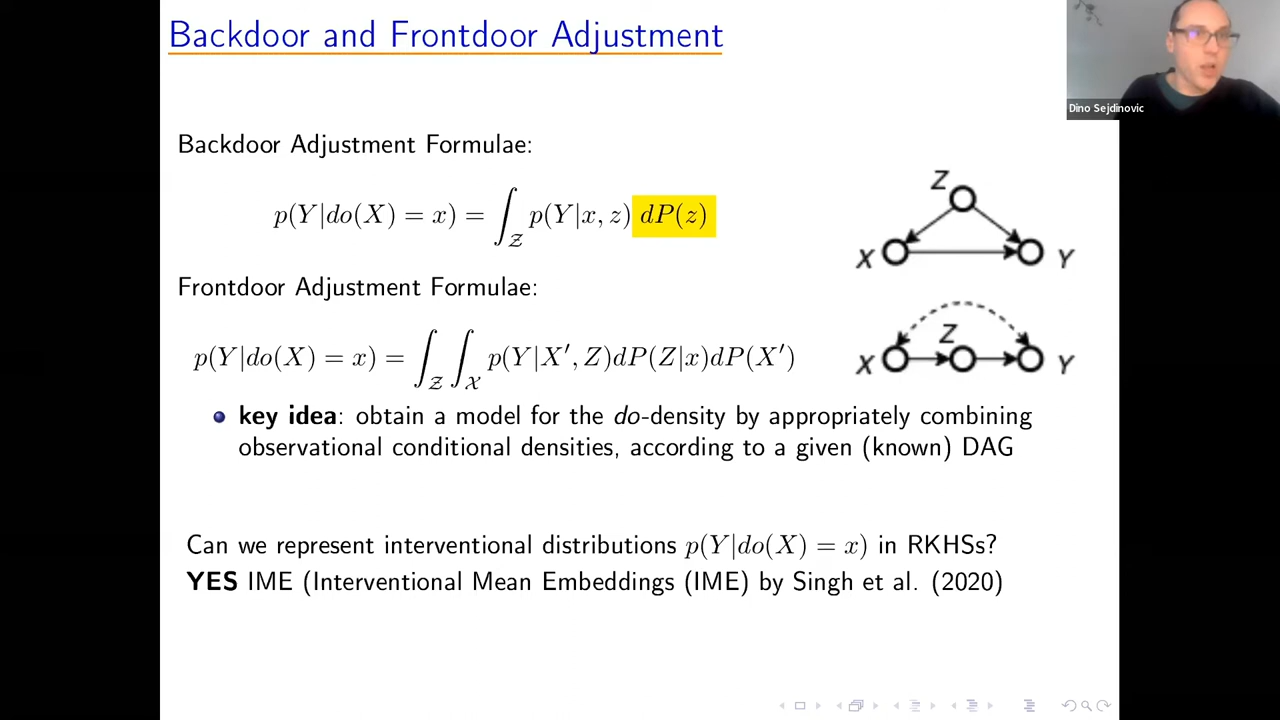 Backdoor and Frontdoor Adjustment
Dino Sejdinovic
Backdoor Adjustment Formulae:
p(Y|do(X) = x) = ∫_𝒵 p(Y|x, z) dP(z)
Z
X
Y
Frontdoor Adjustment Formulae:
p(Y|do(X) = x) = ∫_𝒵 ∫_𝒳 p(Y|X′, Z)dP(Z|x)dP(X′)
Z
X
Y
key idea: obtain a model for the do-density by appropriately combining
observational conditional densities, according to a given (known) DAG
Can we represent interventional distributions p(Y|do(X) = x) in RKHSs?
YES IME (Interventional Mean Embeddings (IME) by Singh et al. (2020)